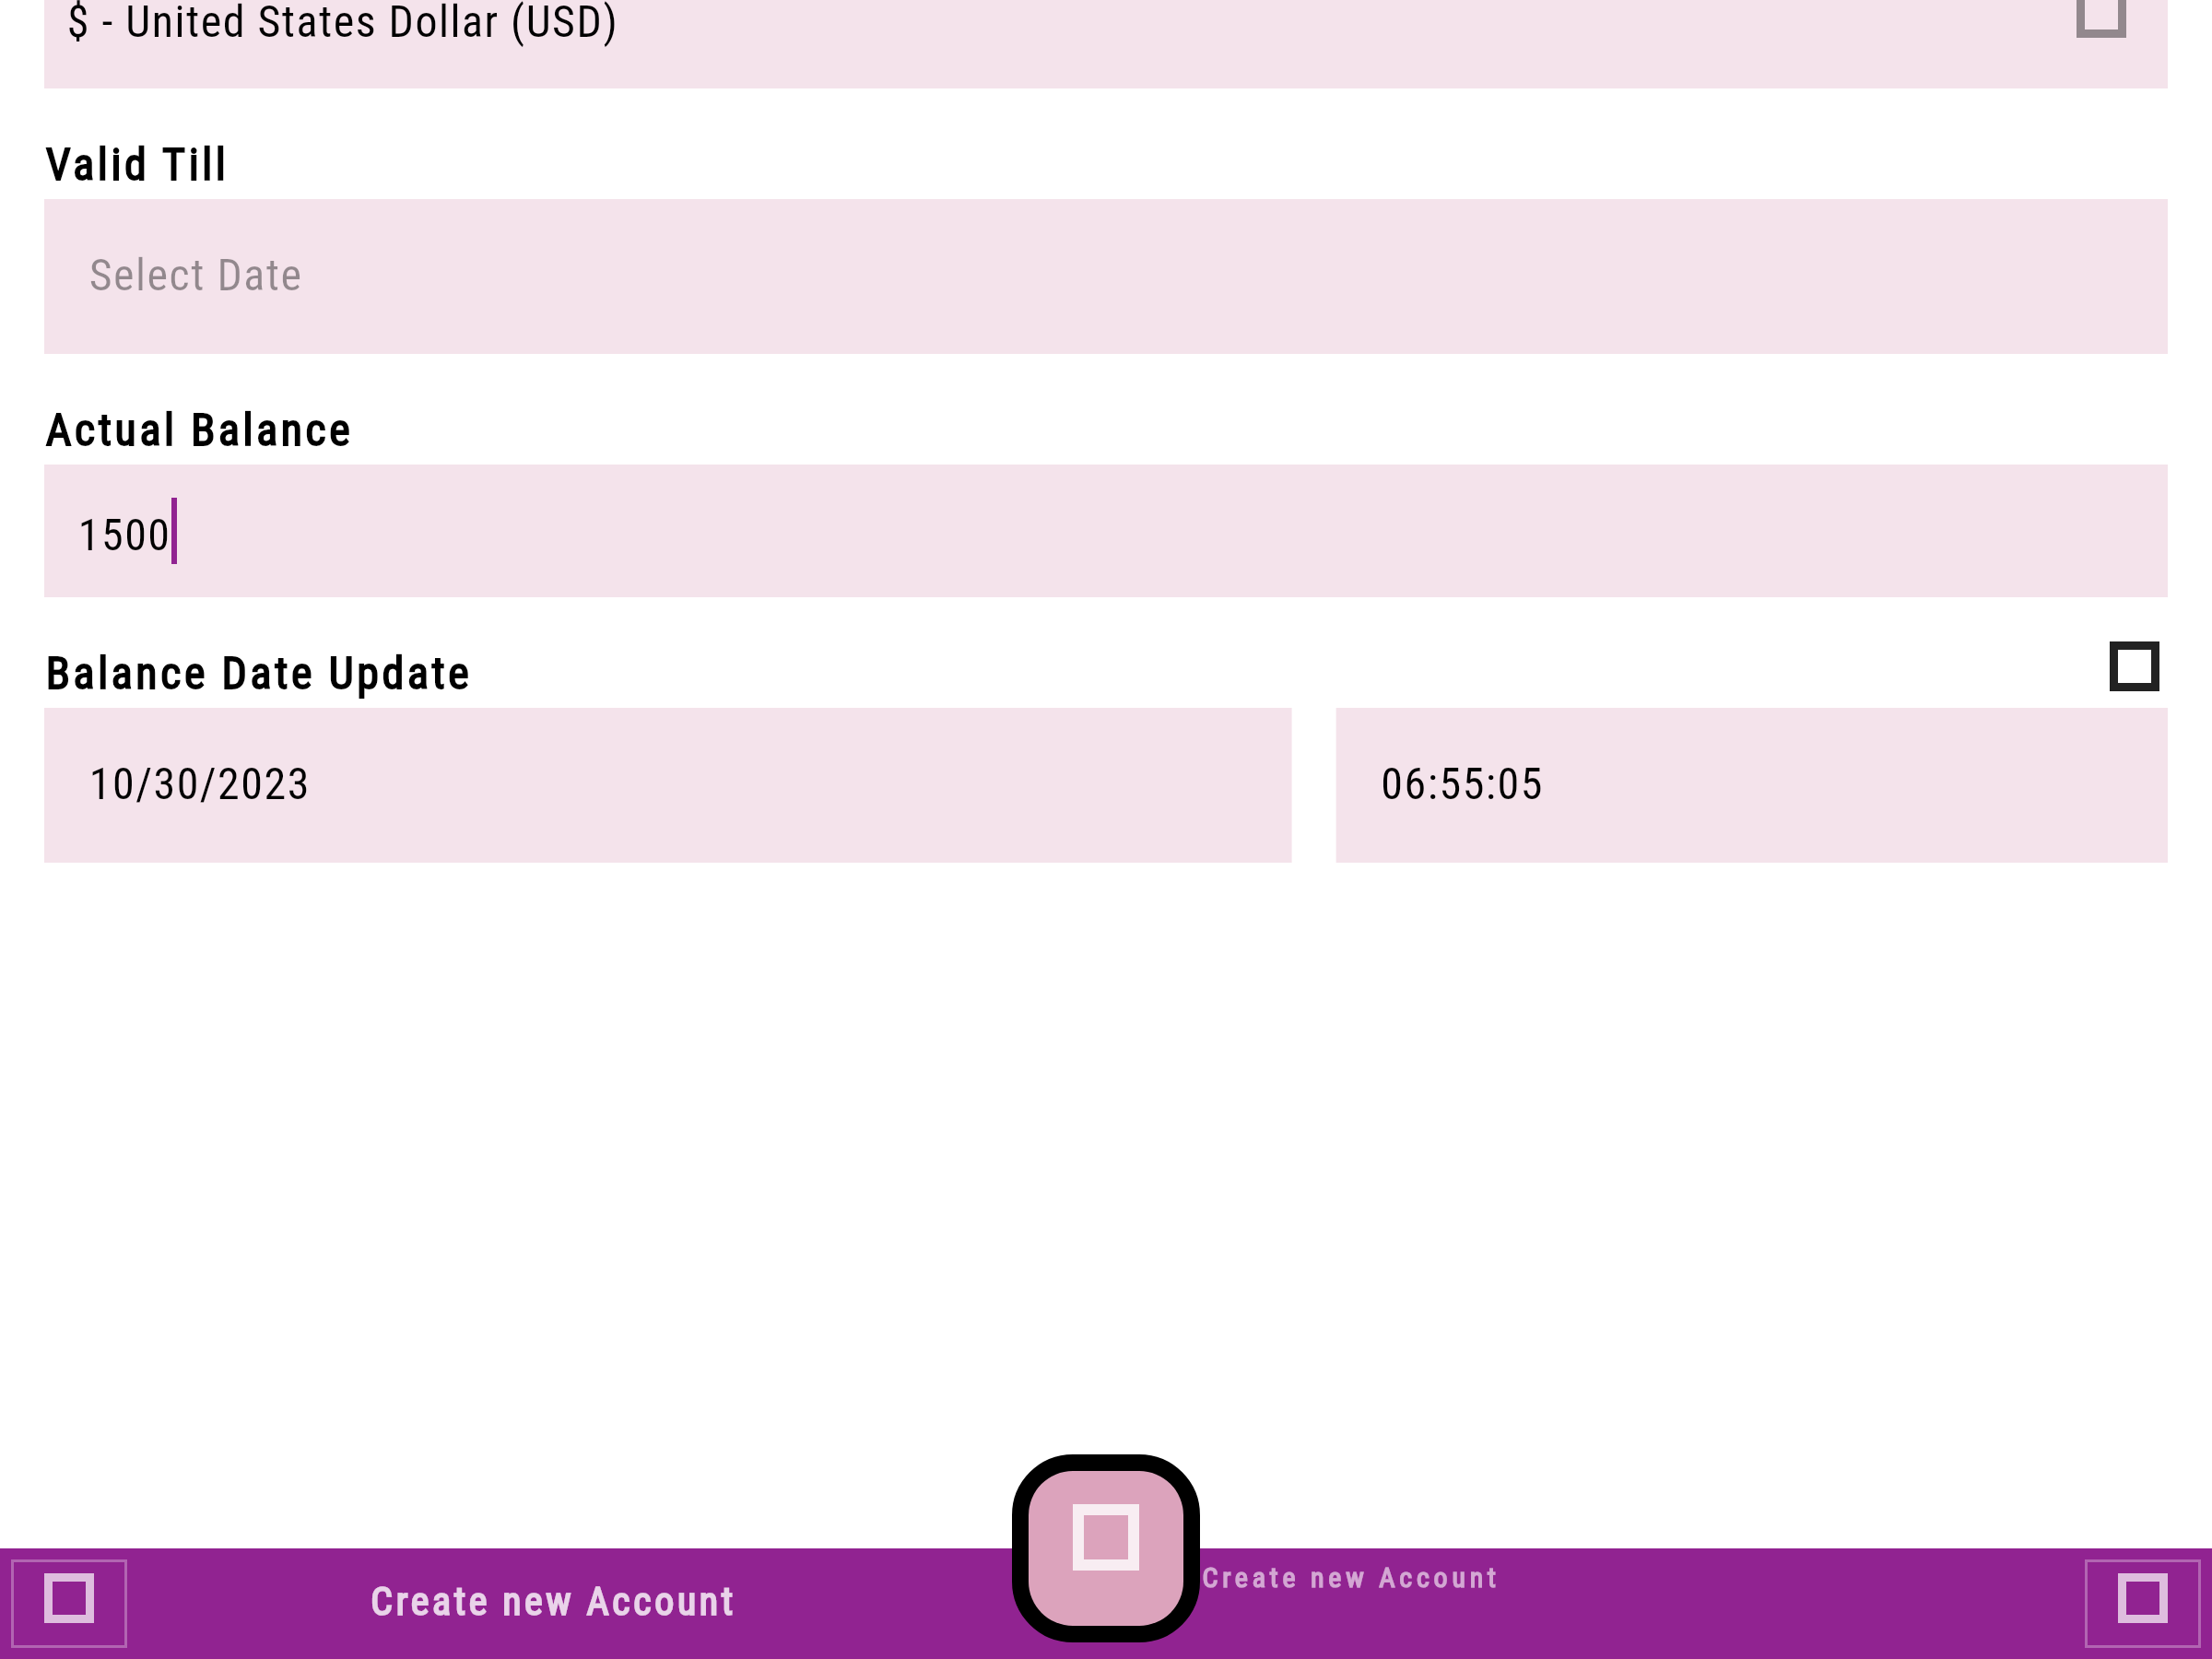 $ - United States Dollar (USD)
Valid Till
Select Date
Actual Balance
1500
Balance Date Update
10/30/2023
06:55:05
Create new Account
Create new Account